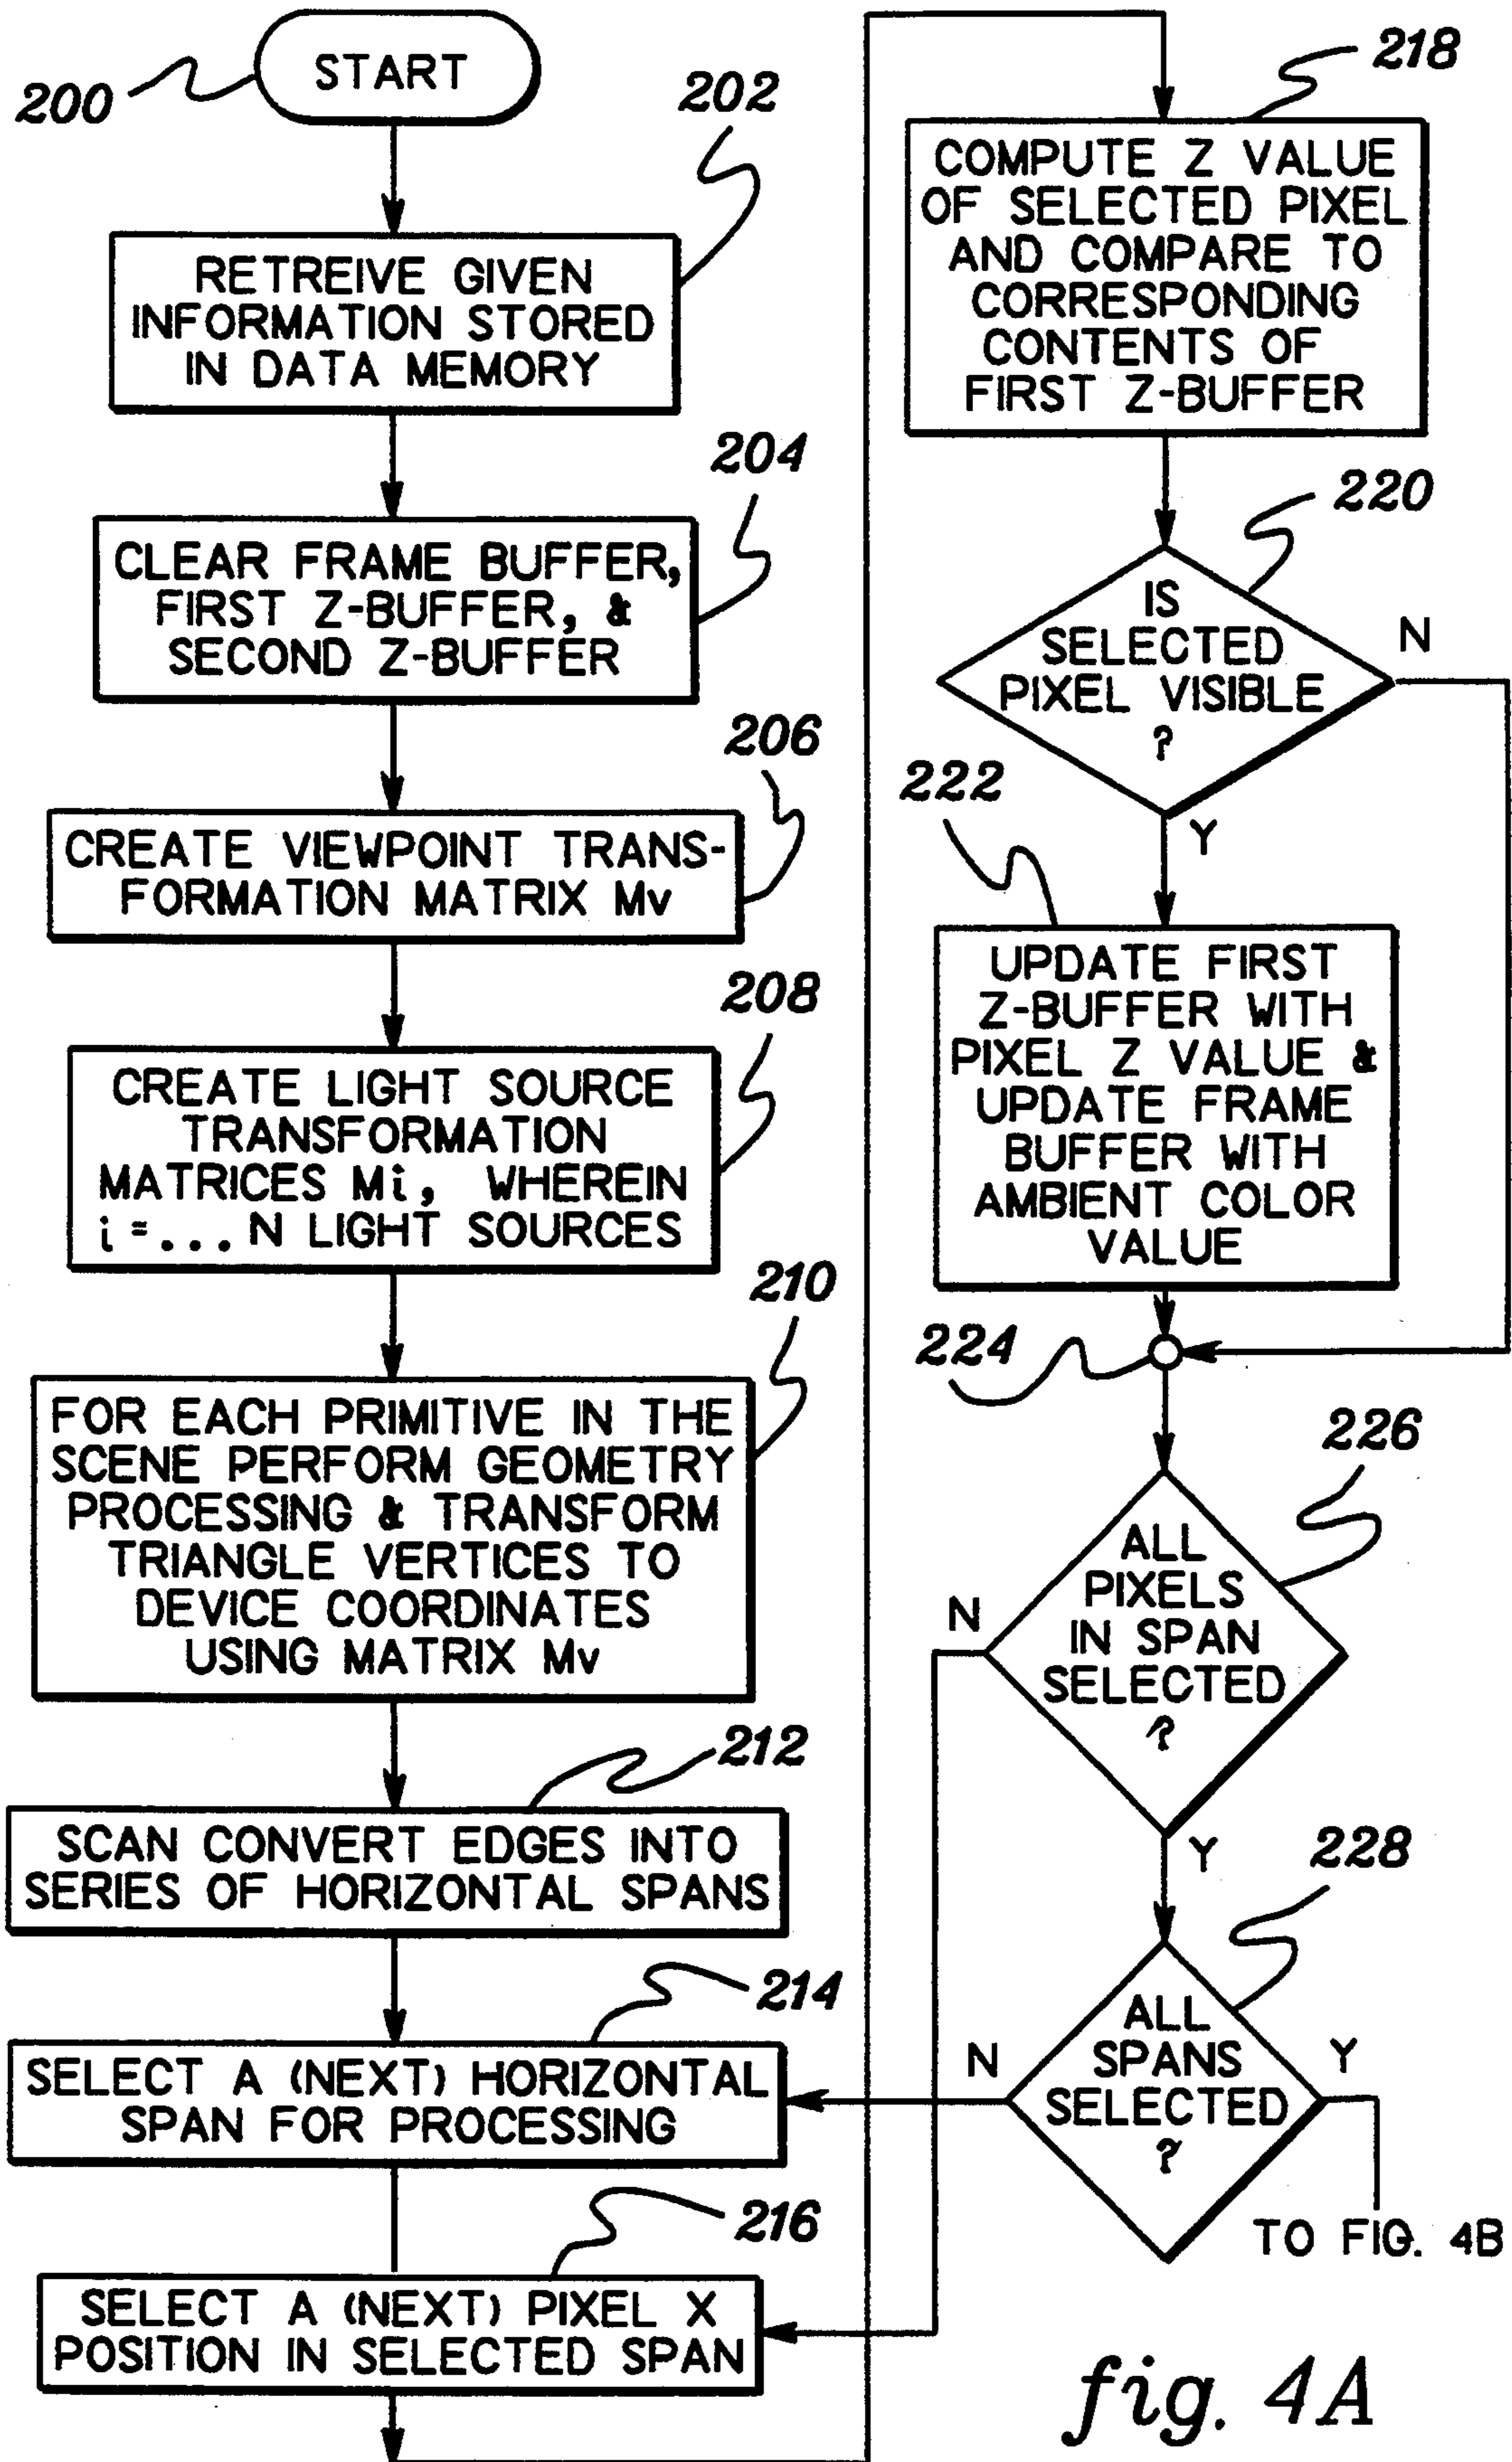 200
START
202
RETREIVE GIVEN
INFORMATION STORED
IN DATA MEMORY
204
CLEAR FRAME BUFFER,
FIRST Z-BUFFER, &
SECOND Z-BUFFER
206
CREATE VIEWPOINT TRANS-
FORMATION MATRIX Mv
208
CREATE LIGHT SOURCE
TRANSFORMATION
MATRICES Mi, WHEREIN
i =... N LIGHT SOURCES
210
FOR EACH PRIMITIVE IN THE
SCENE PERFORM GEOMETRY
PROCESSING & TRANSFORM
TRIANGLE VERTICES TO
DEVICE COORDINATES
USING MATRIX Mv
212
SCAN CONVERT EDGES INTO
SERIES OF HORIZONTAL SPANS
214
SELECT A (NEXT) HORIZONTAL
SPAN FOR PROCESSING
216
SELECT A (NEXT) PIXEL X
POSITION IN SELECTED SPAN
218
COMPUTE Z VALUE
OF SELECTED PIXEL
AND COMPARE TO
CORRESPONDING
CONTENTS OF
FIRST Z-BUFFER
220
IS
SELECTED
PIXEL VISIBLE
?
N
Y
222
UPDATE FIRST
Z-BUFFER WITH
PIXEL Z VALUE &
UPDATE FRAME
BUFFER WITH
AMBIENT COLOR
VALUE
224
226
ALL
PIXELS
IN SPAN
SELECTED
?
N
Y
228
ALL
SPANS
SELECTED
?
N
Y
TO FIG. 4B
fig. 4A